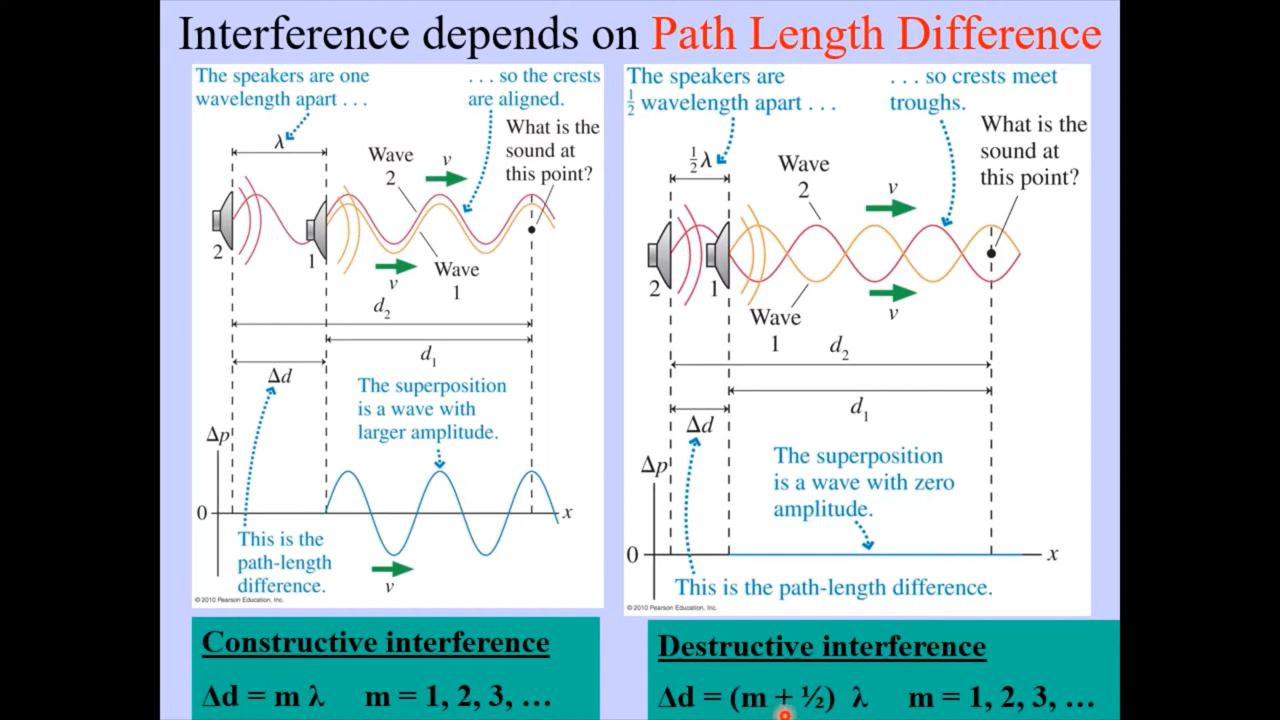 Interference depends on Path Length Difference
The speakers are one
wavelength apart . . .
. . . so the crests
are aligned.
What is the
sound at
this point?
λ
Wave
2
v
2
1
v
Wave
1
d₂
d₁
Δd
The superposition
is a wave with
larger amplitude.
Δp
0
x
This is the
path-length
difference.
v
© 2010 Pearson Education, Inc.
Constructive interference
Δd = m λ m = 1, 2, 3, …
The speakers are
½ wavelength apart . . .
. . . so crests meet
troughs.
What is the
sound at
this point?
½λ
Wave
2
v
2
1
v
Wave
1
d₂
d₁
Δd
The superposition
is a wave with zero
amplitude.
Δp
0
x
This is the path-length difference.
© 2010 Pearson Education, Inc.
Destructive interference
Δd = (m + ½) λ m = 1, 2, 3, …